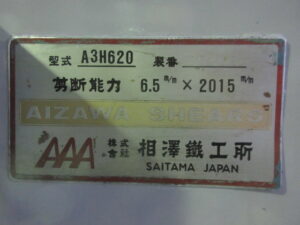 型式 A3H620 製番
剪断能力 6.5 m/m × 2015 m/m
AIZAWA SHEARS
AAA 株式会社 相澤鐵工所
SAITAMA JAPAN